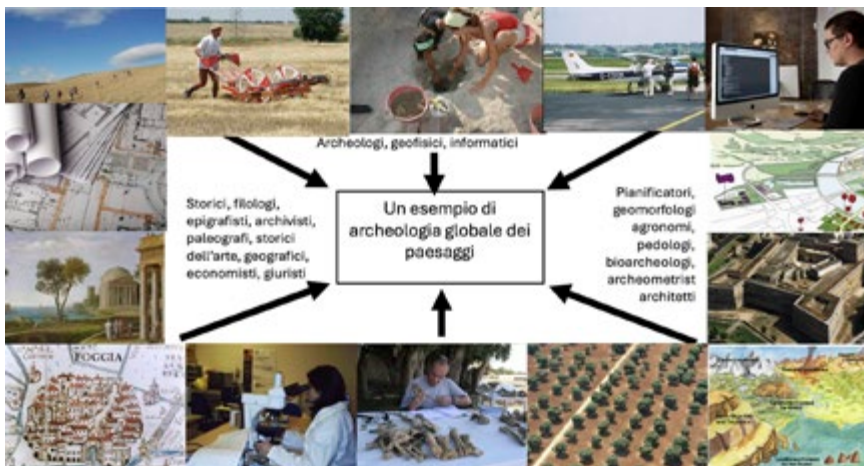 Archeologi, geofisici, informatici
Storici, filologi,
epigrafisti, archivisti,
paleografi, storici
dell'arte, geografici,
economisti, giuristi
Un esempio di
archeologia globale dei
paesaggi
Pianificatori,
geomorfologi
agronomi,
pedologi,
bioarcheologi,
archeometrist
architetti
FOGGIA